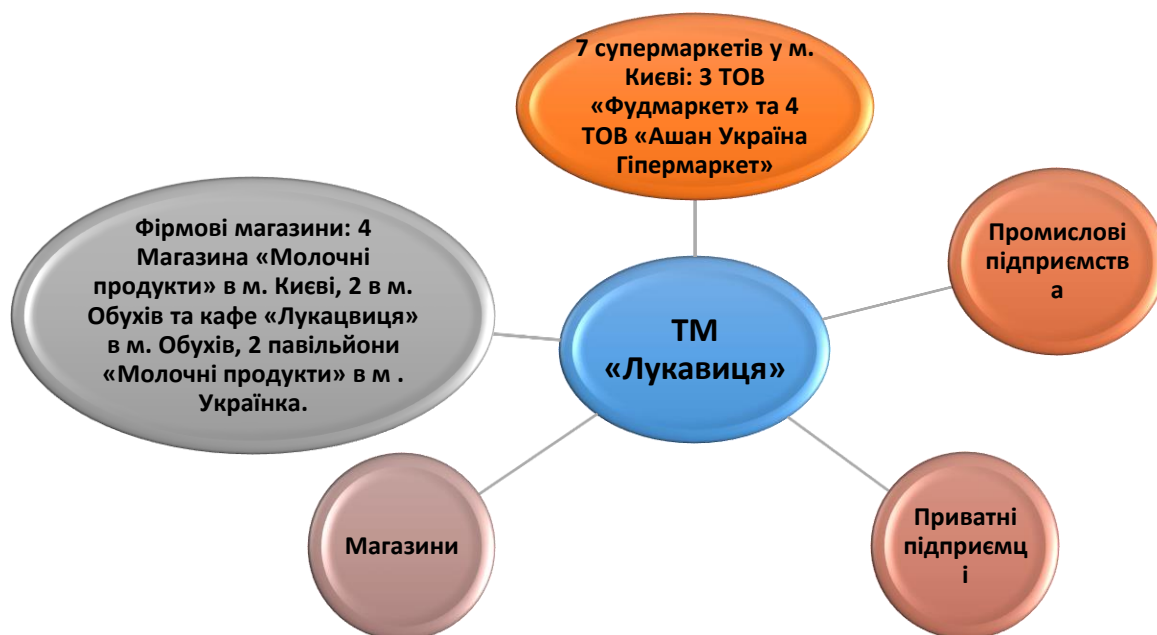 7 супермаркетів у м.
Києві: 3 ТОВ
«Фудмаркет» та 4
ТОВ «Ашан Україна
Гіпермаркет»
Фірмові магазини: 4
Магазина «Молочні
продукти» в м. Києві, 2 в м.
Обухів та кафе «Лукацвиця»
в м. Обухів, 2 павільйони
«Молочні продукти» в м .
Українка.
Промислові
підприємств
а
ТМ
«Лукавиця»
Магазини
Приватні
підприємц
і